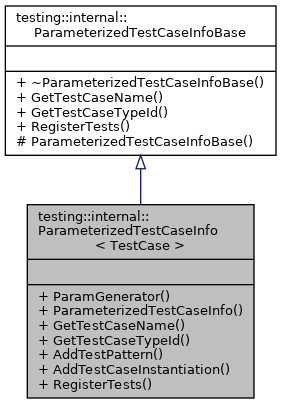 testing::internal::
ParameterizedTestCaseInfoBase
+ ~ParameterizedTestCaseInfoBase()
+ GetTestCaseName()
+ GetTestCaseTypeId()
+ RegisterTests()
# ParameterizedTestCaseInfoBase()
testing::internal::
ParameterizedTestCaseInfo
< TestCase >
+ ParamGenerator()
+ ParameterizedTestCaseInfo()
+ GetTestCaseName()
+ GetTestCaseTypeId()
+ AddTestPattern()
+ AddTestCaseInstantiation()
+ RegisterTests()